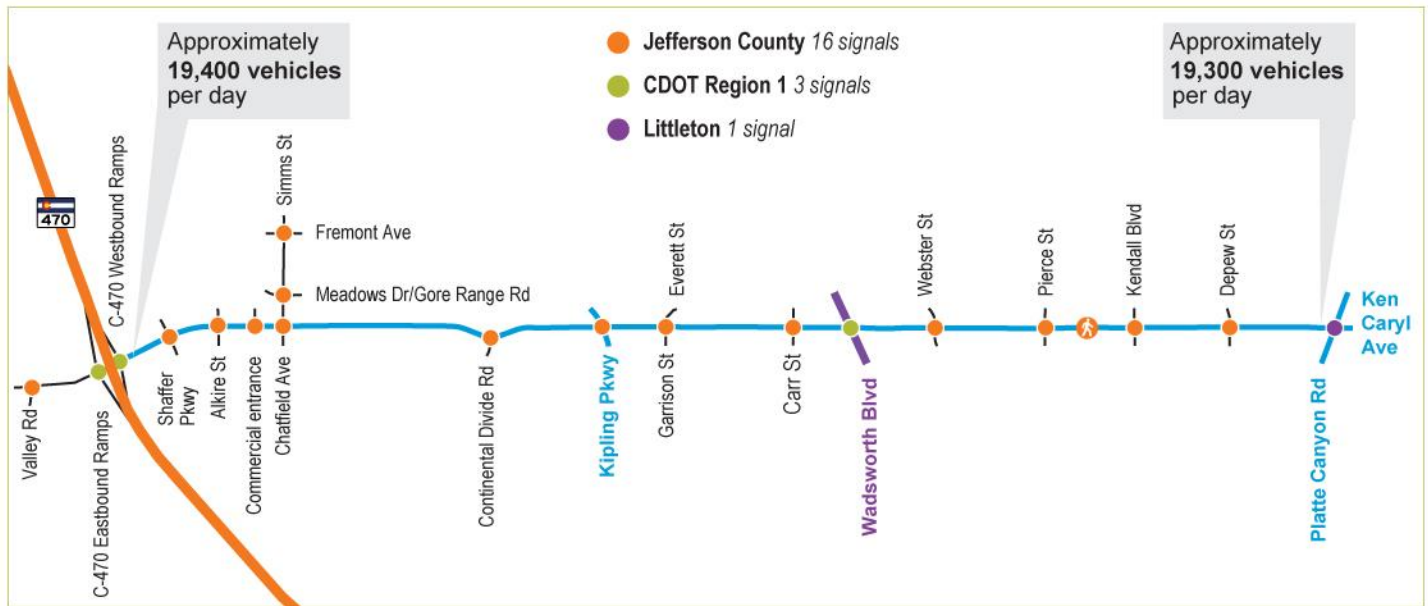 Approximately
19,400 vehicles
per day
Jefferson County 16 signals
CDOT Region 1 3 signals
Littleton 1 signal
Approximately
19,300 vehicles
per day
470
C-470 Westbound Ramps
Simms St
Fremont Ave
Meadows Dr/Gore Range Rd
Everett St
Webster St
Pierce St
Kendall Blvd
Depew St
Ken
Caryl
Ave
Valley Rd
C-470 Eastbound Ramps
Shaffer
Pkwy
Alkire St
Commercial entrance
Chatfield Ave
Continental Divide Rd
Kipling Pkwy
Garrison St
Carr St
Wadsworth Blvd
Platte Canyon Rd